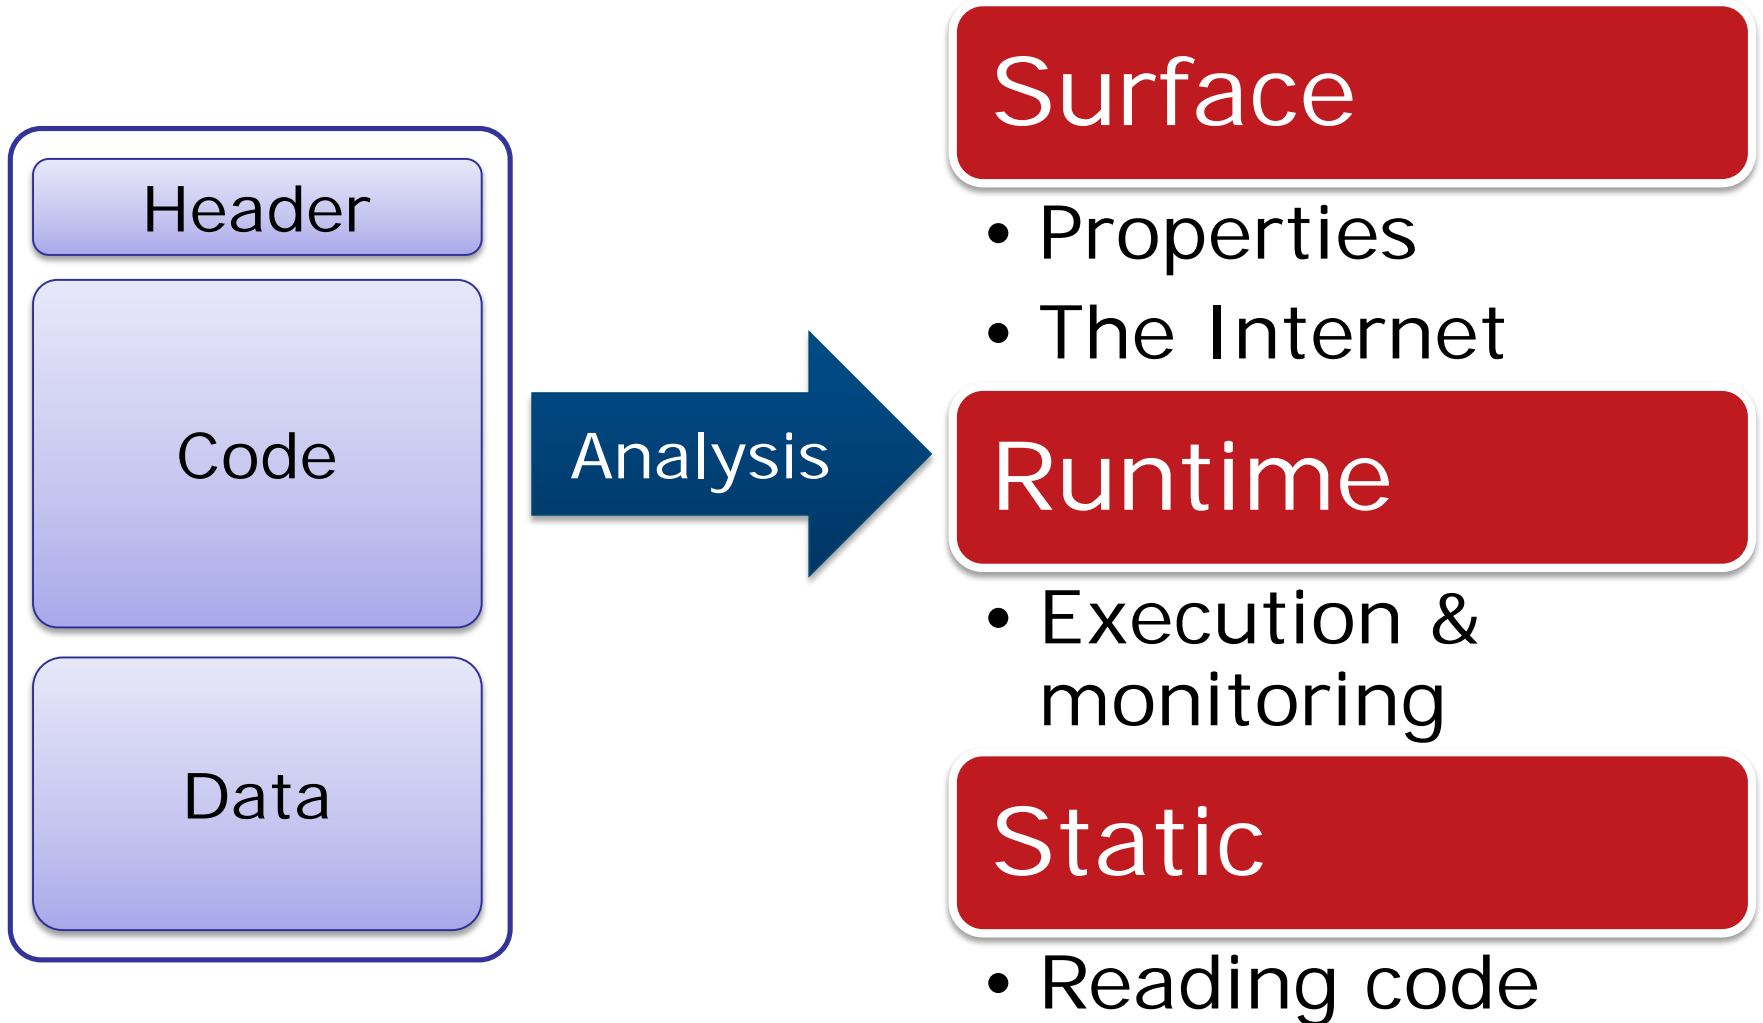 Header
Code
Data
Analysis
Surface
• Properties
• The Internet
Runtime
• Execution &
monitoring
Static
• Reading code